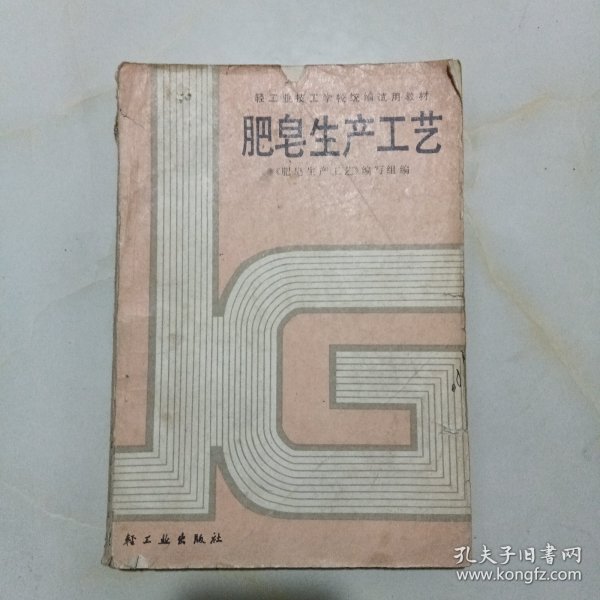 轻工业技工学校统编试用教材
肥皂生产工艺
《肥皂生产工艺》编写组编
轻工业出版社
孔夫子旧书网
www.kongfz.com